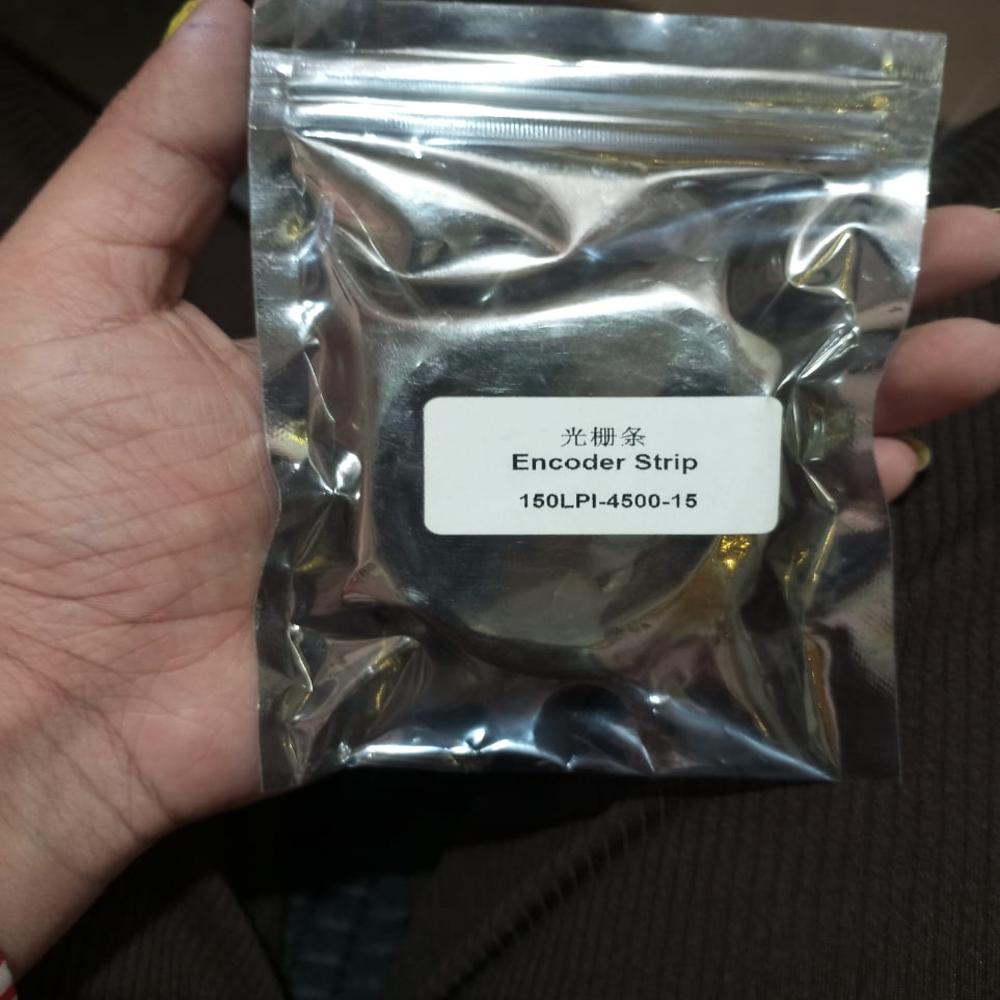 光栅条
Encoder Strip
150LPI-4500-15